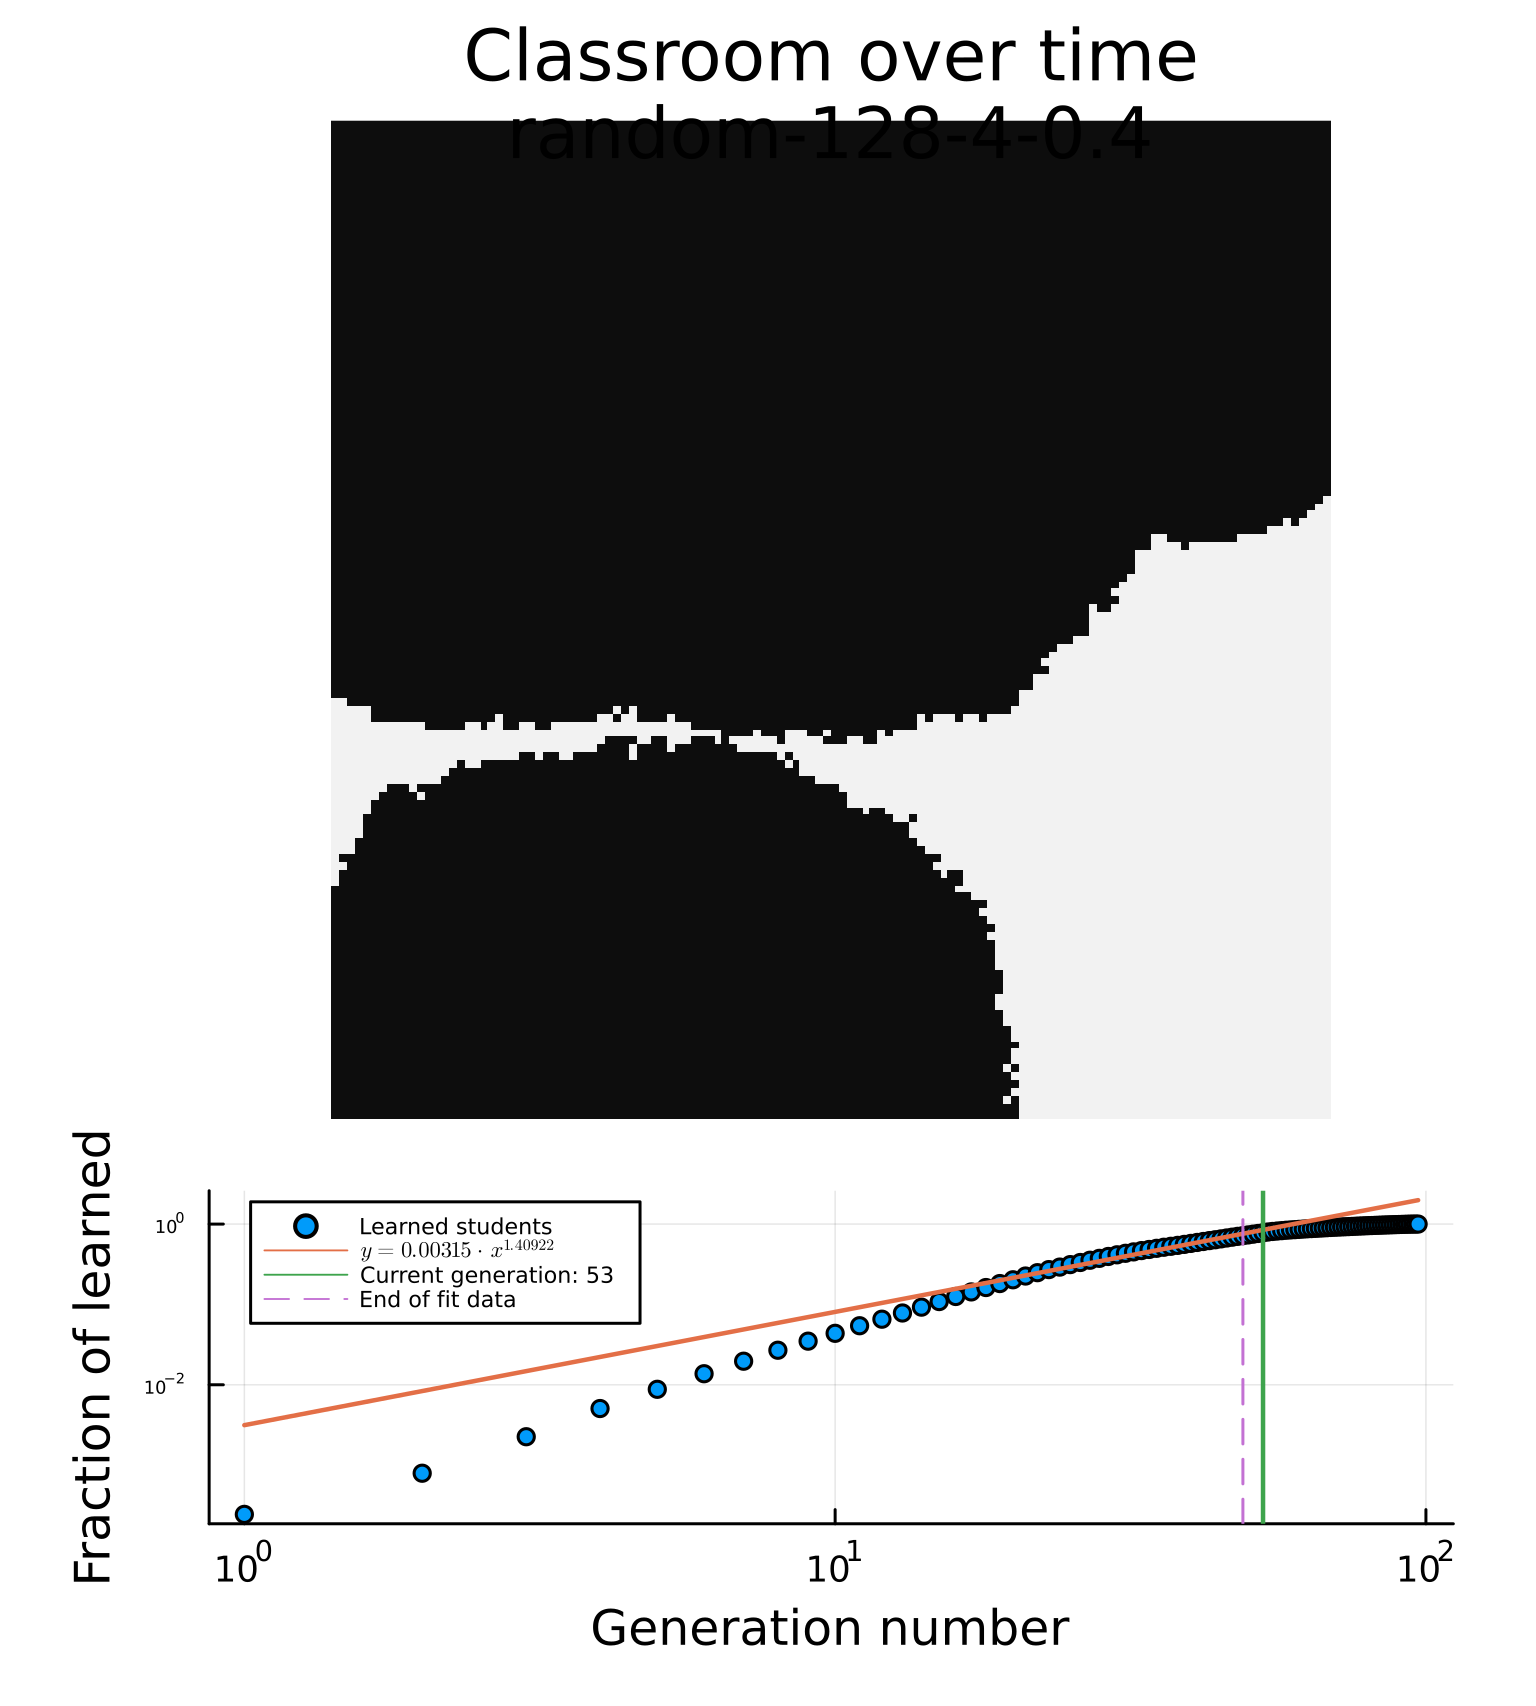 Classroom over time
random-128-4-0.4
Fraction of learned
10⁰
10⁻²
Learned students
y = 0.00315 · x^1.40922
Current generation: 53
End of fit data
10⁰
10¹
10²
Generation number